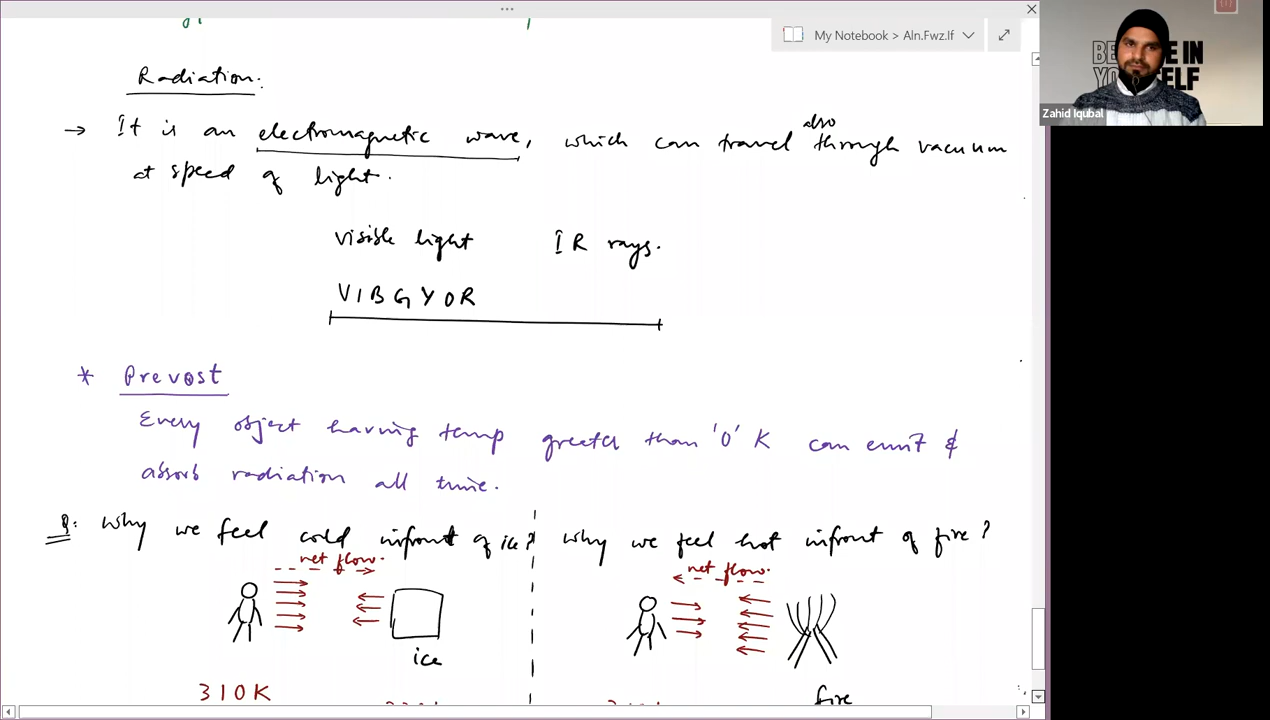 My Notebook > Aln.Fwz.If
Zahid Iqbal
Radiation:
→ It is an electromagnetic wave, which can travel also through vacuum
at speed of light.
visible light IR rays.
VIBGYOR
* Prevost
Every object having temp greater than '0' K can emit &
absorb radiation all time.
Q: Why we feel cold infront of ice?
net flow.
ice
310K
Why we feel hot infront of fire?
net flow.
fire